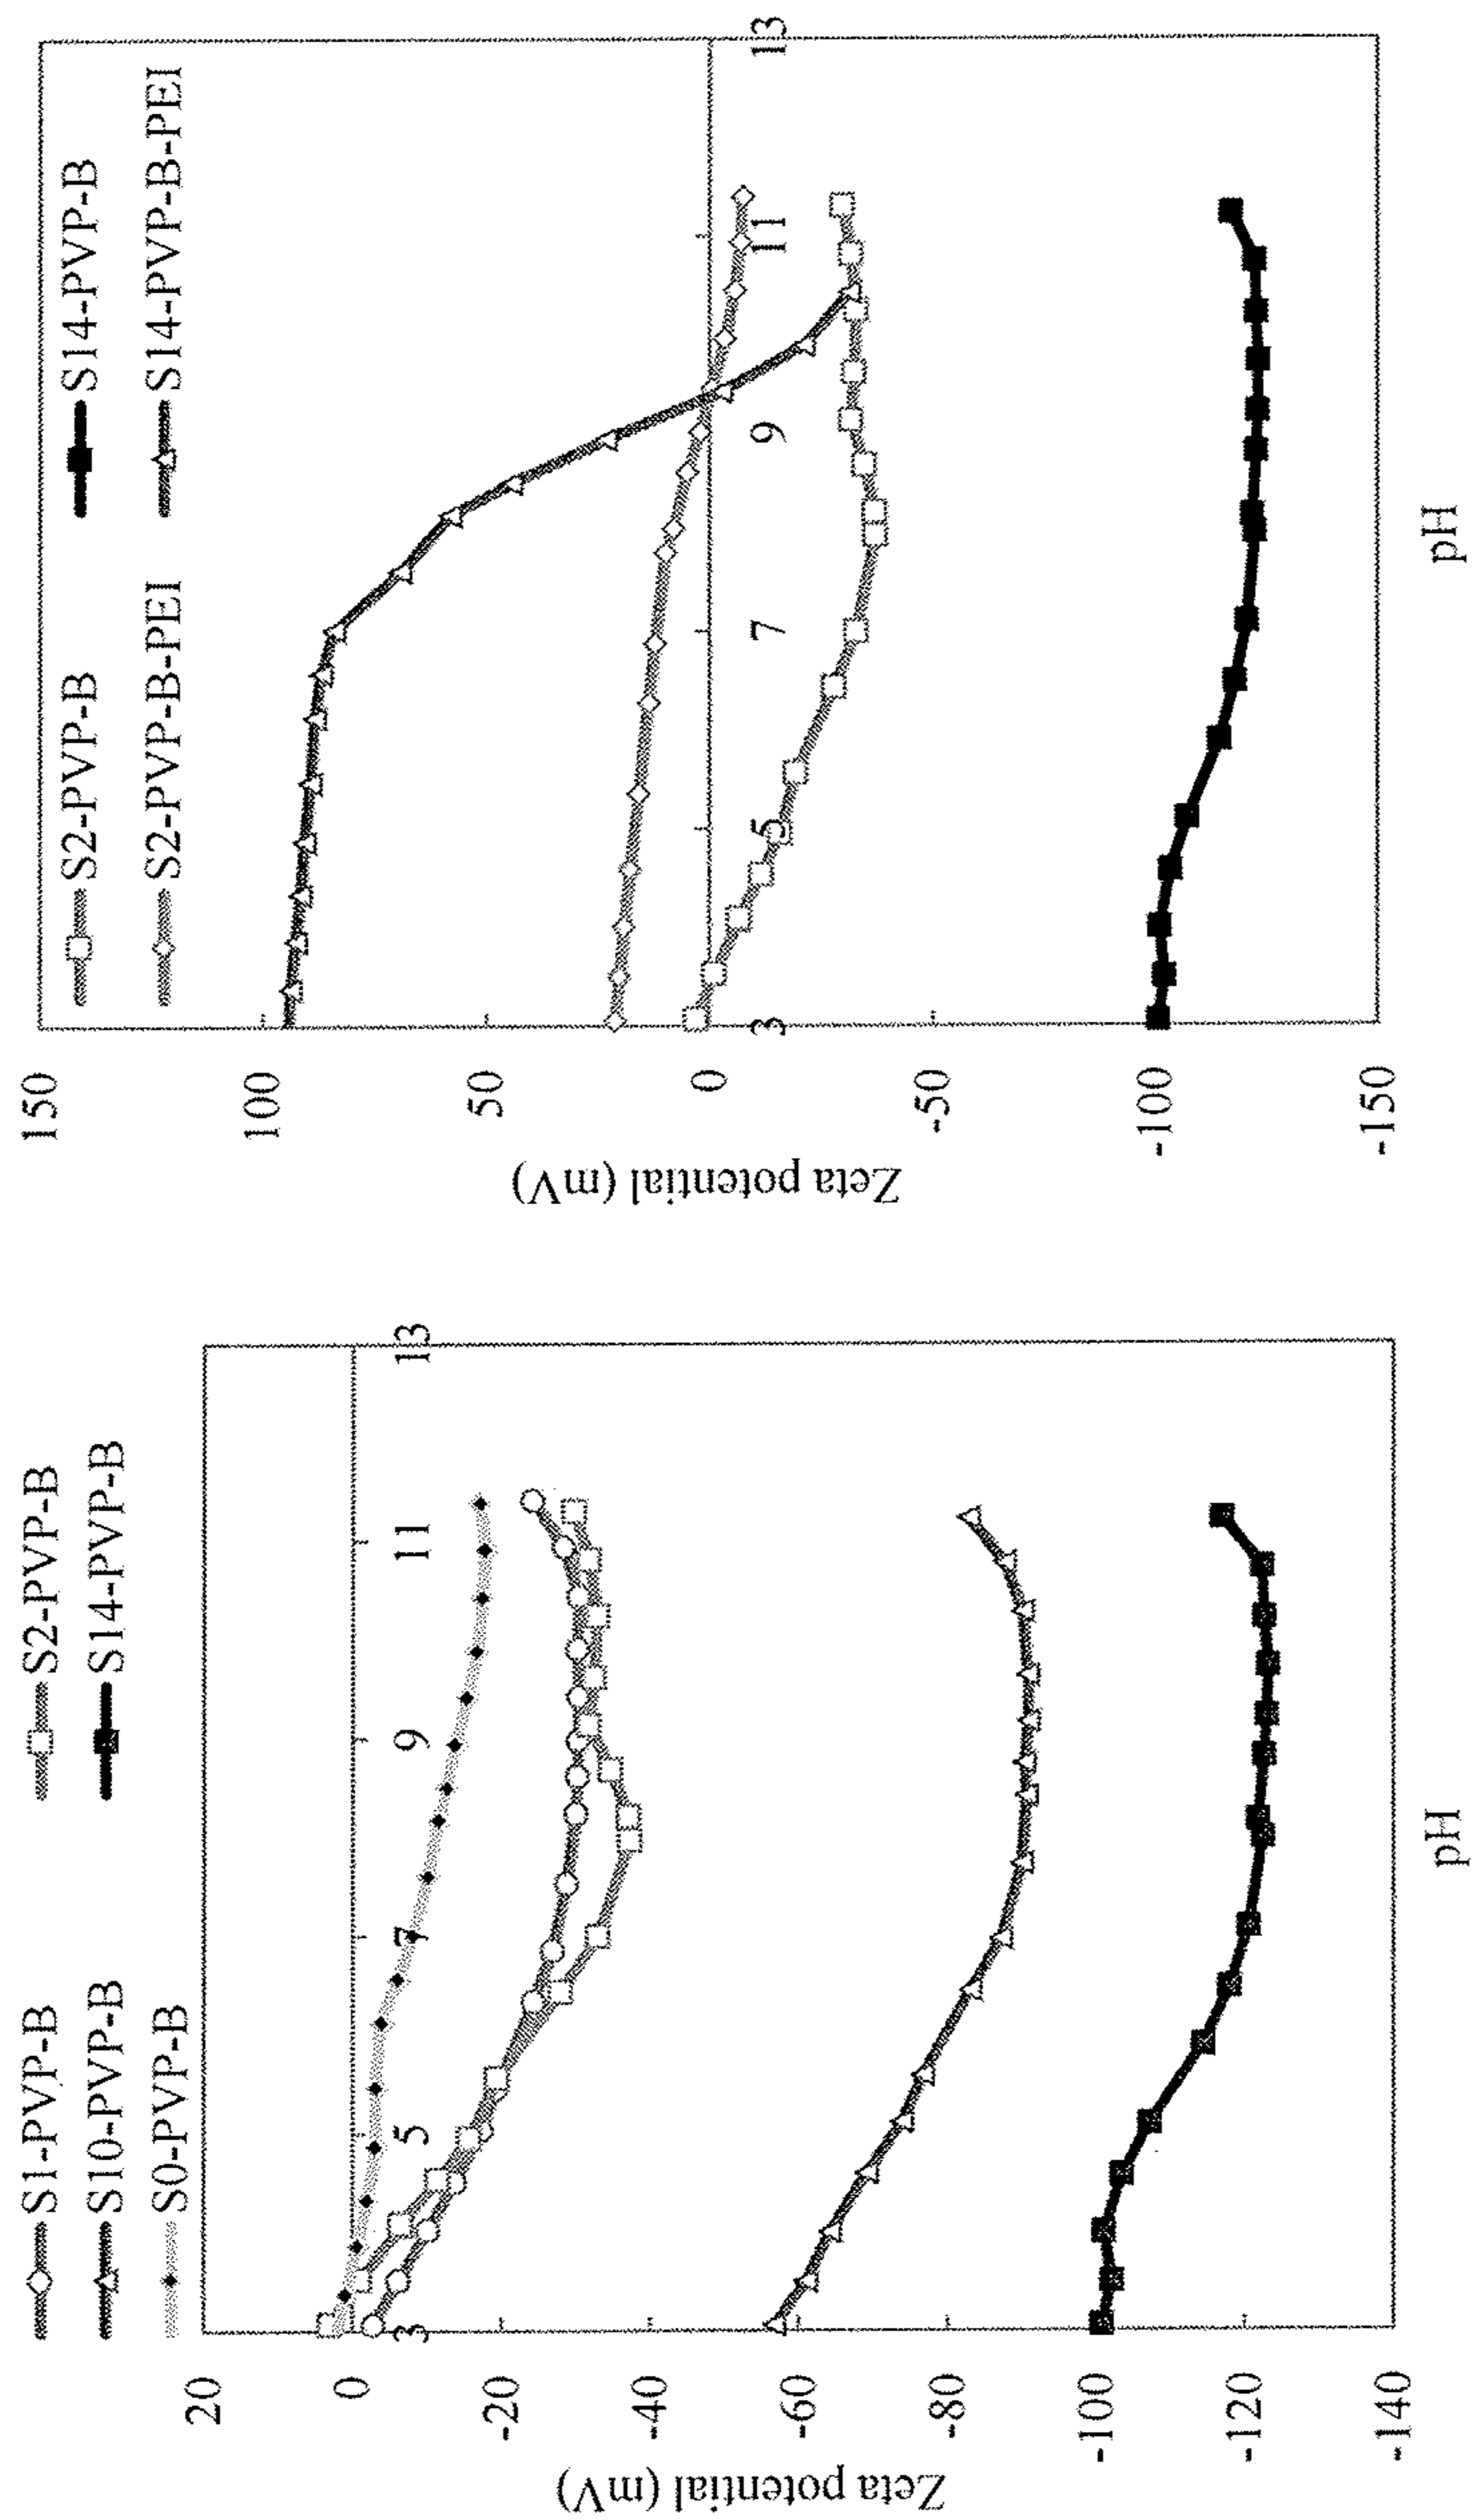 S1-PVP-B S2-PVP-B
S10-PVP-B S14-PVP-B
S0-PVP-B
20
0
-20
-40
-60
-80
-100
-120
-140
Zeta potential (mV)
3 5 7 9 11 13
pH
S2-PVP-B S14-PVP-B
S2-PVP-B-PEI S14-PVP-B-PEI
150
100
50
0
-50
-100
-150
Zeta potential (mV)
3 5 7 9 11 13
pH